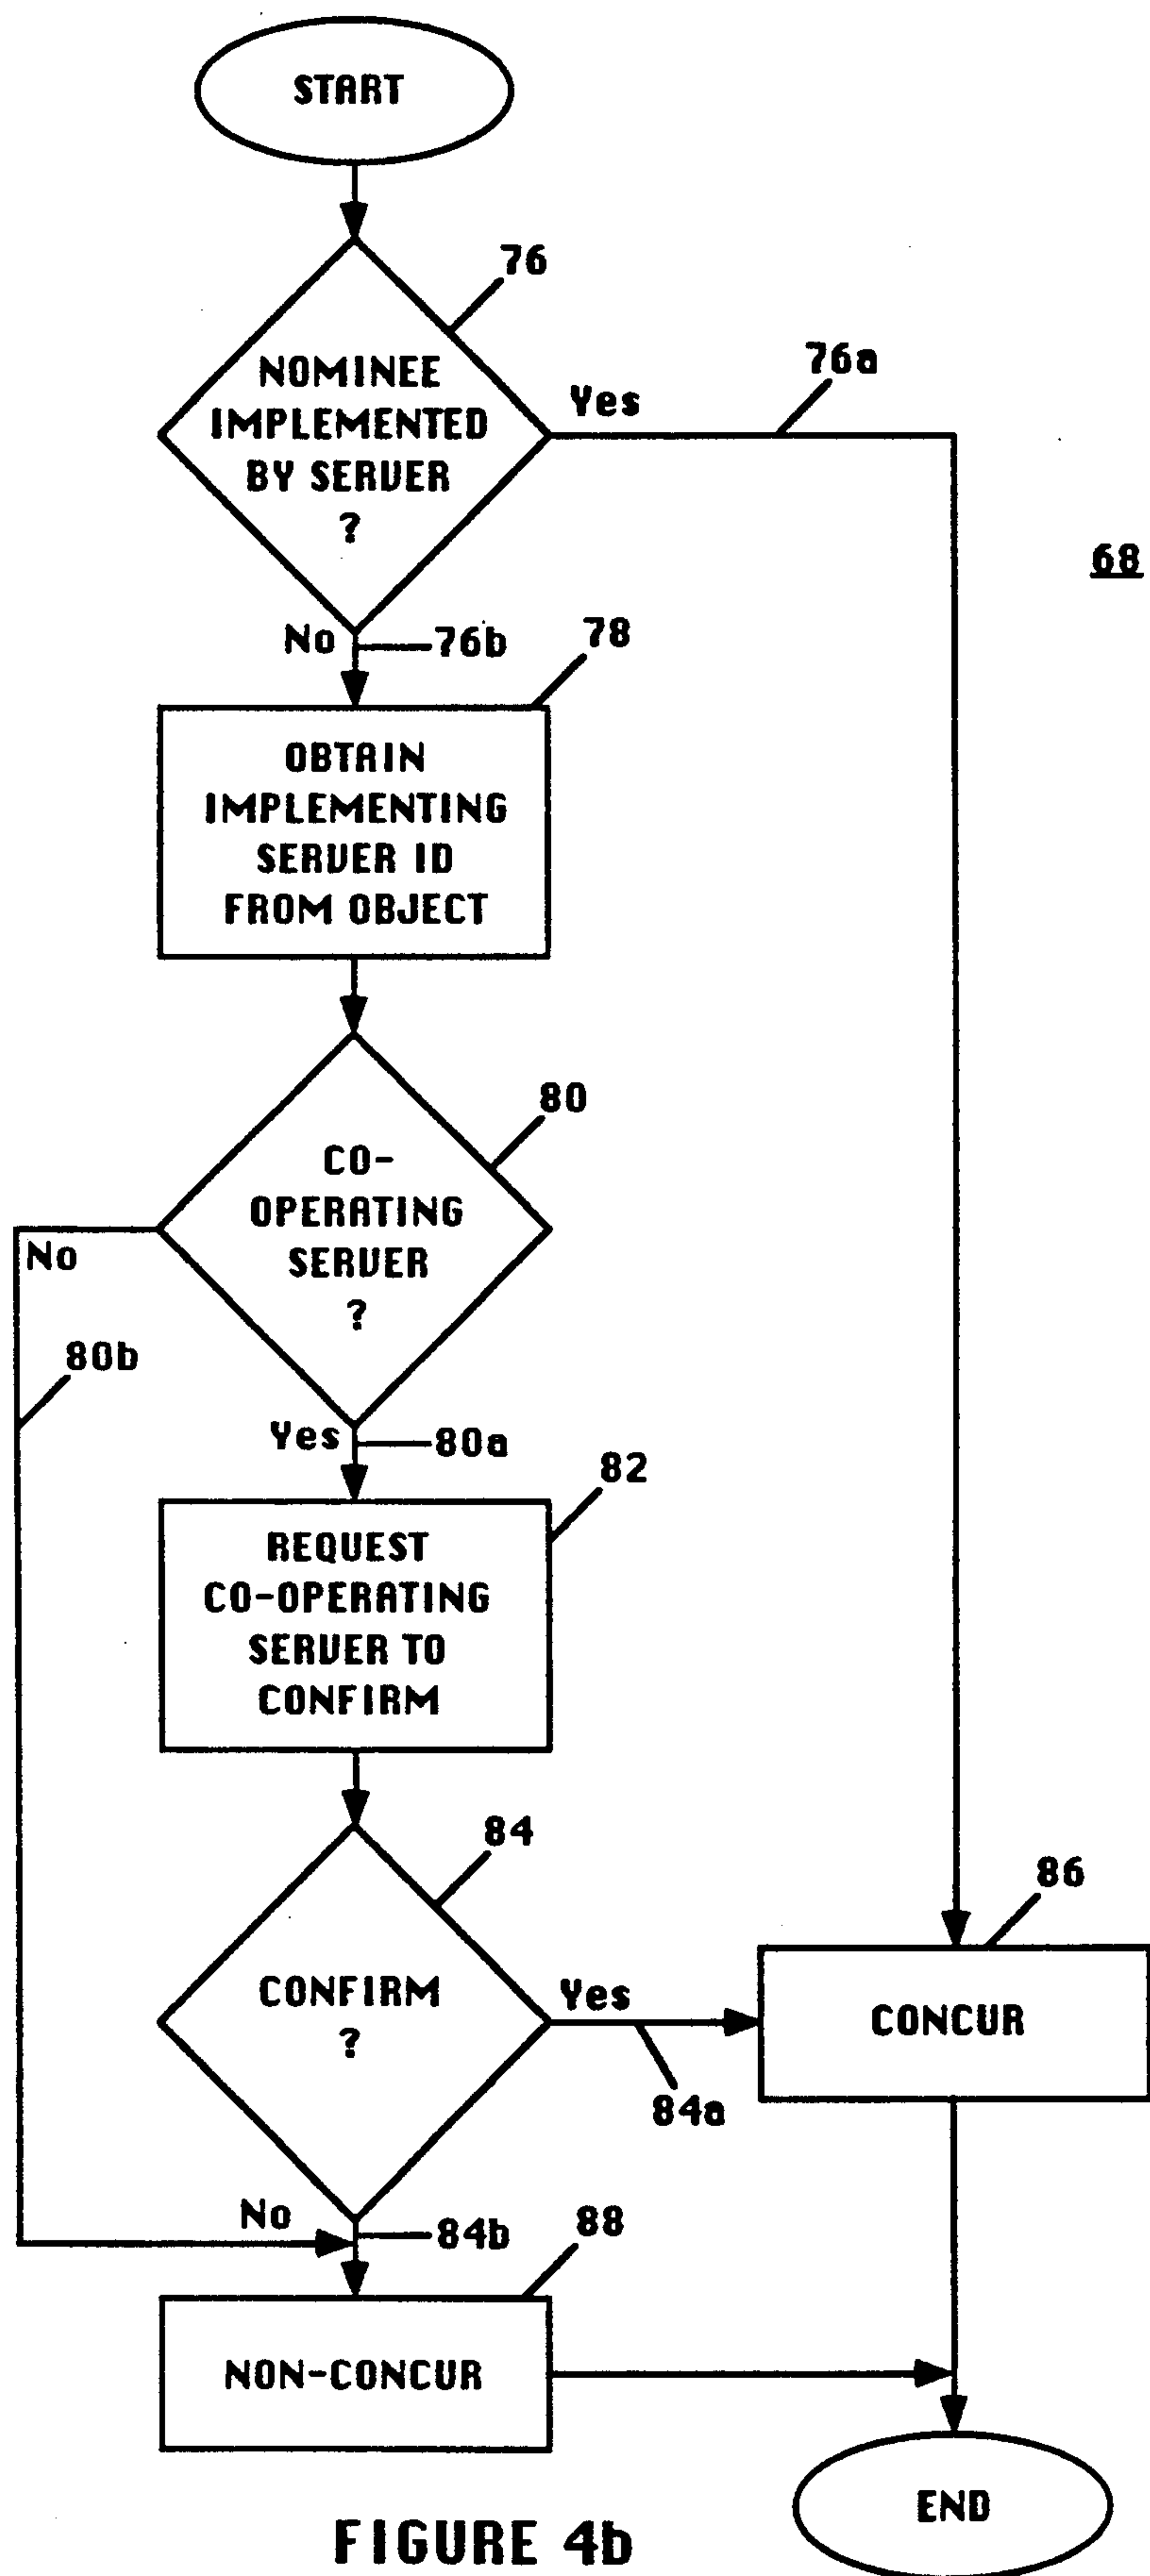 START
76
NOMINEE
IMPLEMENTED
BY SERVER
?
Yes
76a
68
No
76b
78
OBTAIN
IMPLEMENTING
SERVER ID
FROM OBJECT
80
CO-
OPERATING
SERVER
?
No
80b
Yes
80a
82
REQUEST
CO-OPERATING
SERVER TO
CONFIRM
84
CONFIRM
?
Yes
84a
86
CONCUR
No
84b
88
NON-CONCUR
END
FIGURE 4b